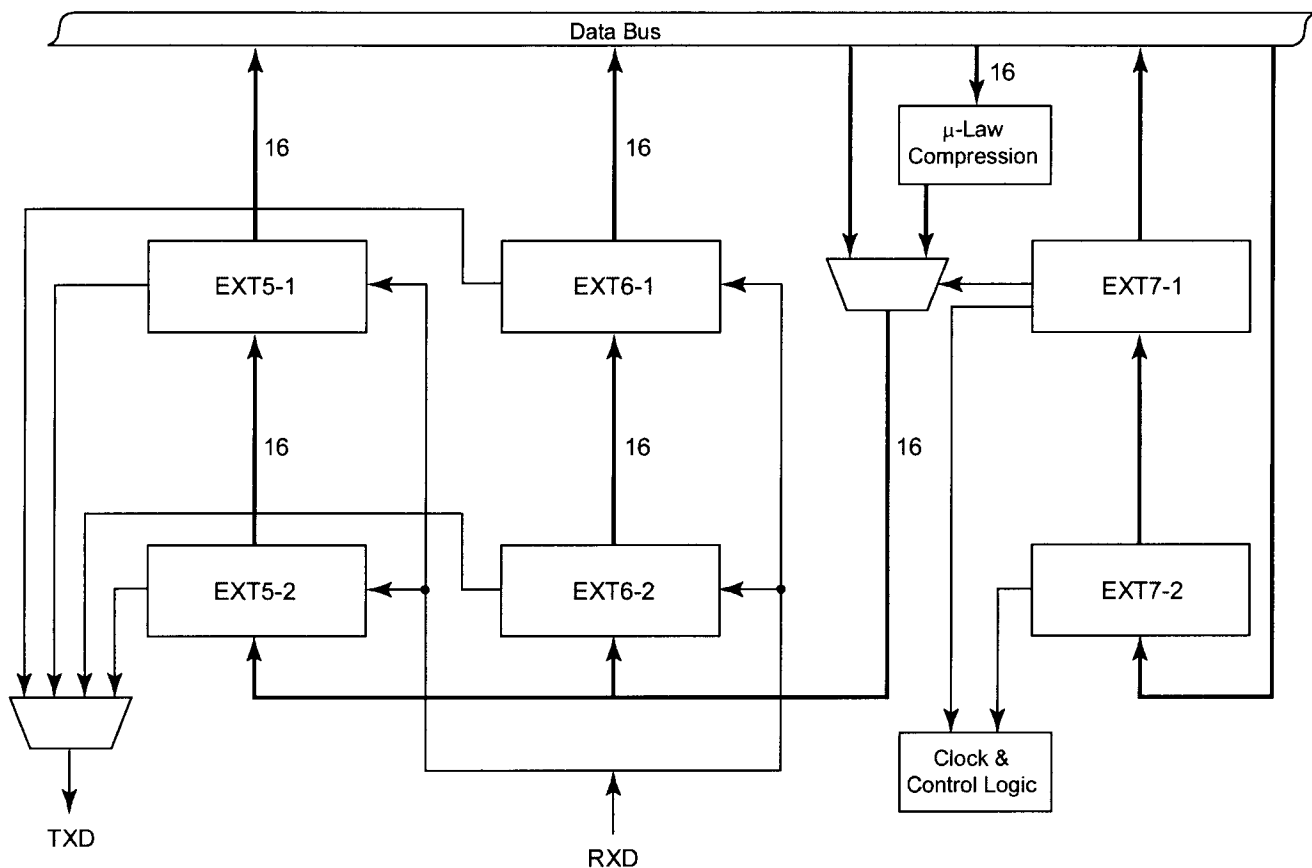 Data Bus
16
16
16
μ-Law
Compression
EXT5-1
EXT6-1
EXT7-1
16
16
16
EXT5-2
EXT6-2
EXT7-2
Clock &
Control Logic
TXD
RXD